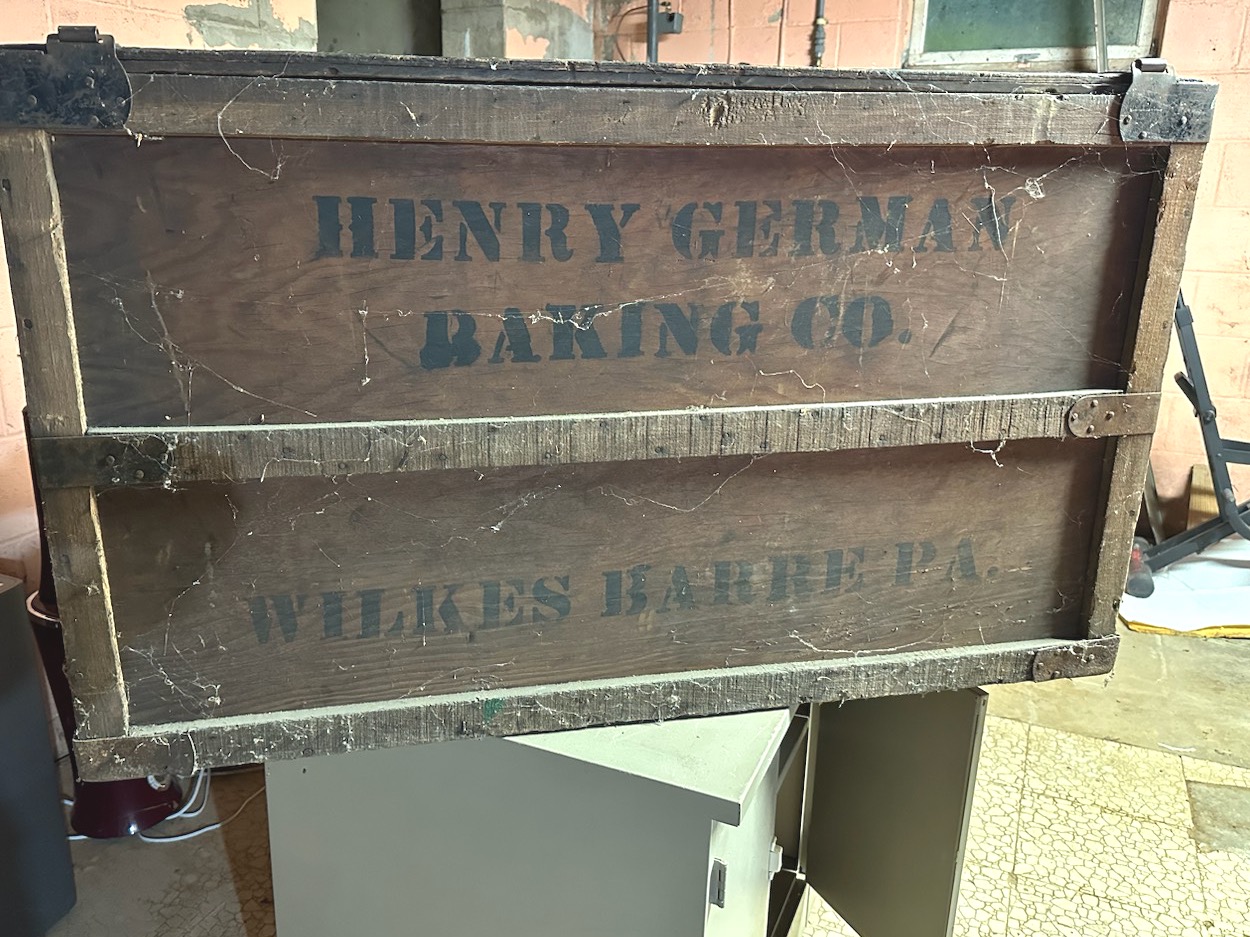 HENRY GERMAN
BAKING CO.
WILKES BARRE PA.